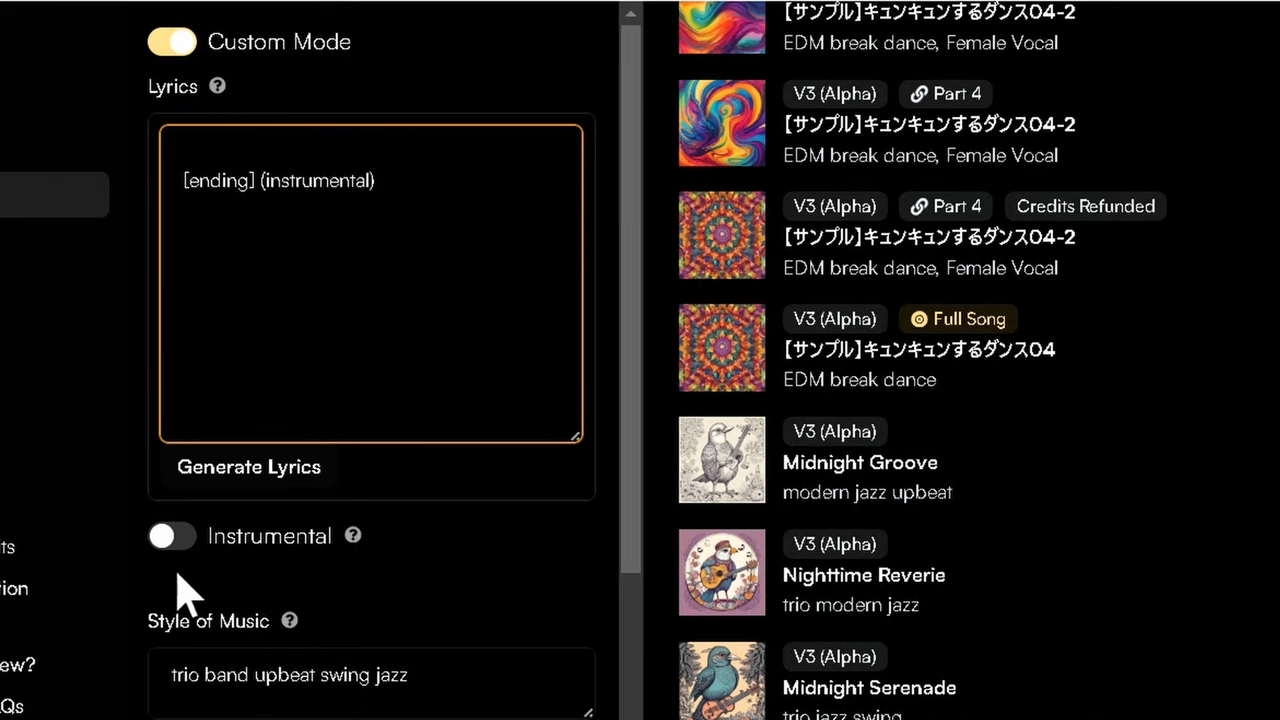 Custom Mode
Lyrics
[ending] (instrumental)
Generate Lyrics
Instrumental
Style of Music
trio band upbeat swing jazz
ts
tion
ew?
Qs
【サンプル】キュンキュンするダンス04-2
EDM break dance, Female Vocal
V3 (Alpha) Part 4
【サンプル】キュンキュンするダンス04-2
EDM break dance, Female Vocal
V3 (Alpha) Part 4 Credits Refunded
【サンプル】キュンキュンするダンス04-2
EDM break dance, Female Vocal
V3 (Alpha) Full Song
【サンプル】キュンキュンするダンス04
EDM break dance
V3 (Alpha)
Midnight Groove
modern jazz upbeat
V3 (Alpha)
Nighttime Reverie
trio modern jazz
V3 (Alpha)
Midnight Serenade
trio jazz swing